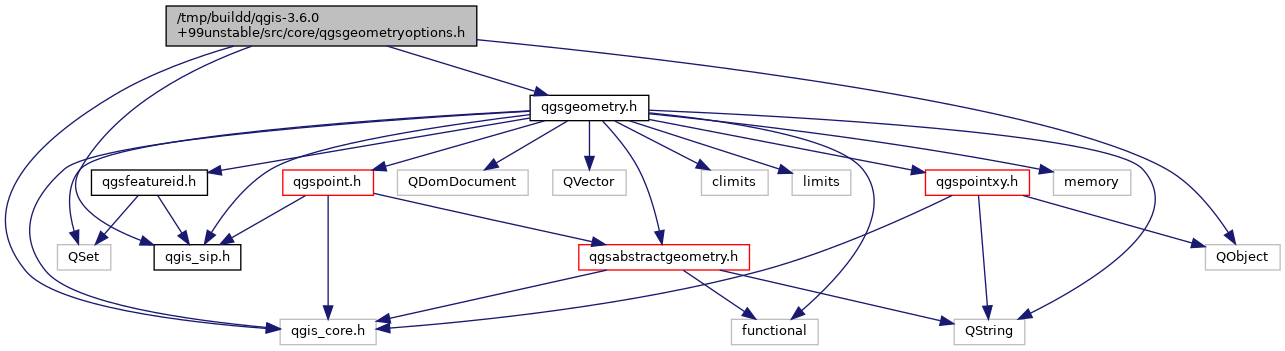 /tmp/buildd/qgis-3.6.0
+99unstable/src/core/qgsgeometryoptions.h
qgsgeometry.h
qgsfeatureid.h
qgspoint.h
QDomDocument
QVector
climits
limits
qgspointxy.h
memory
QSet
qgis_sip.h
qgsabstractgeometry.h
QObject
qgis_core.h
functional
QString